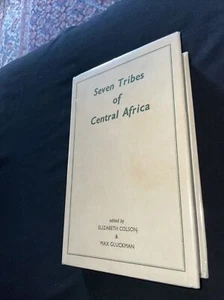 Seven Tribes
of
Central Africa
edited by
ELIZABETH COLSON
&
MAX GLUCKMAN